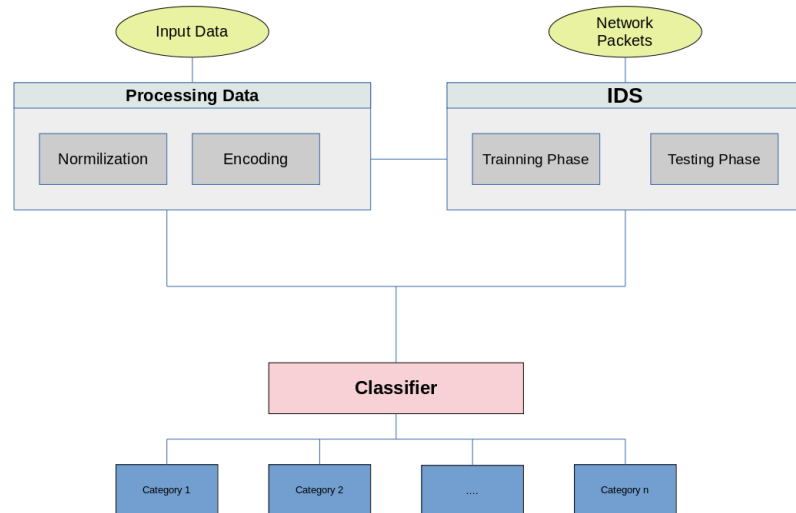 Input Data
Network
Packets
Processing Data
IDS
Normilization
Encoding
Trainning Phase
Testing Phase
Classifier
Category 1
Category 2
....
Category n